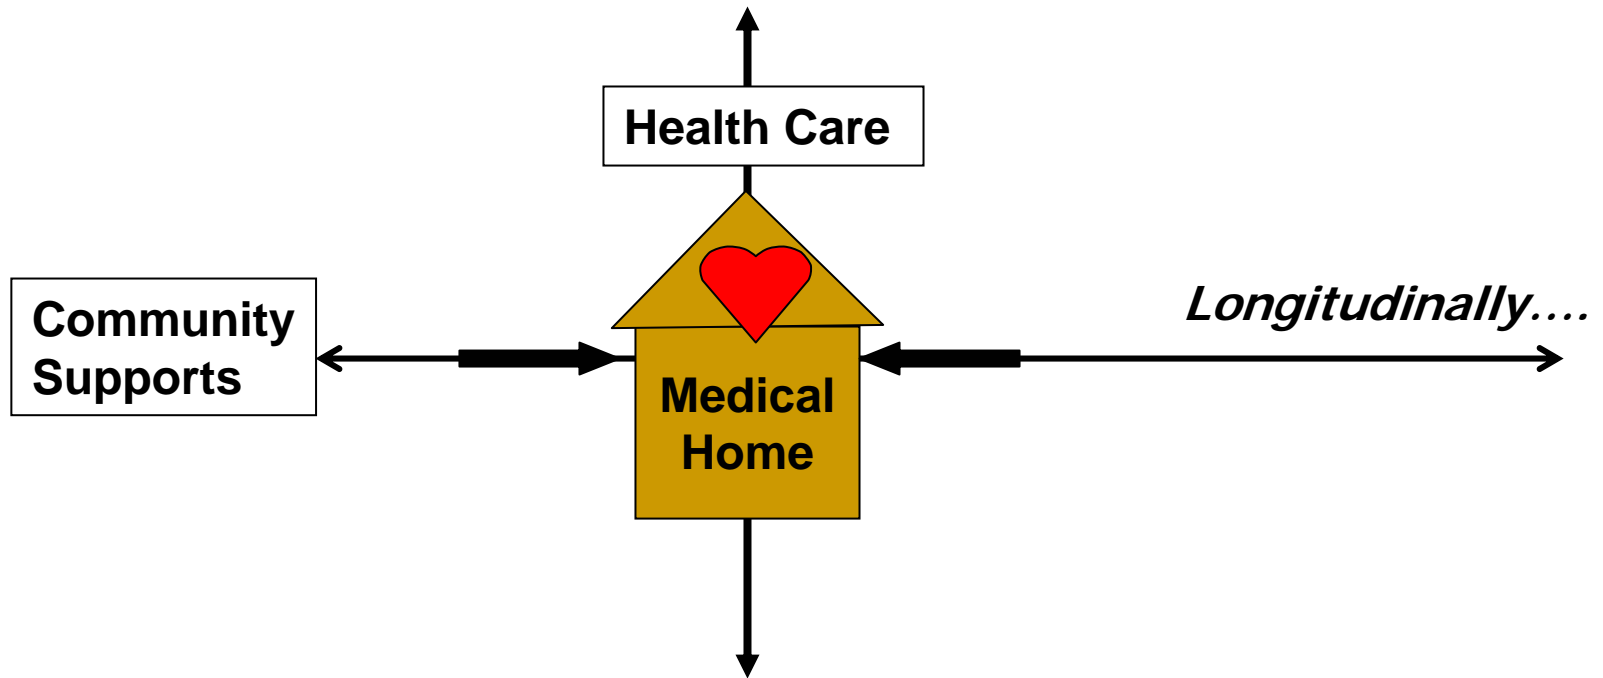 Health Care
Community
Supports
Longitudinally....
Medical
Home